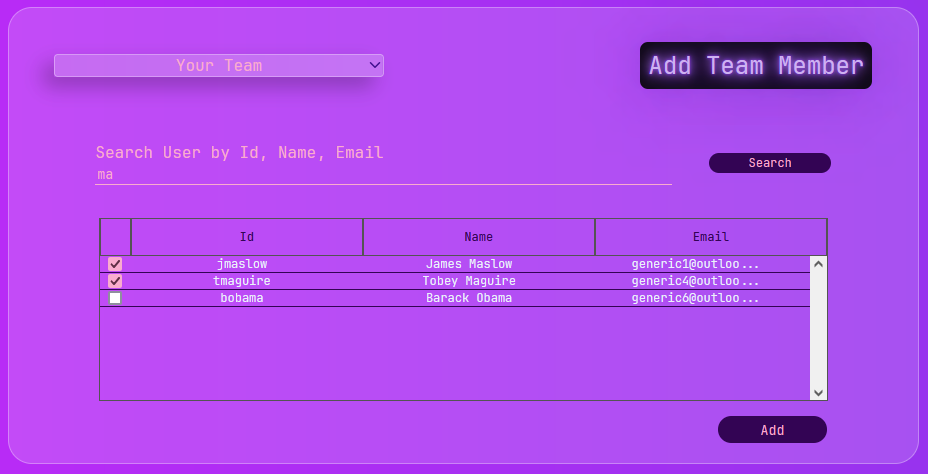 Your Team
Add Team Member
Search User by Id, Name, Email
ma
Search
Id Name Email
jmaslow James Maslow generic1@outloo...
tmaguire Tobey Maguire generic4@outloo...
bobama Barack Obama generic6@outloo...
Add